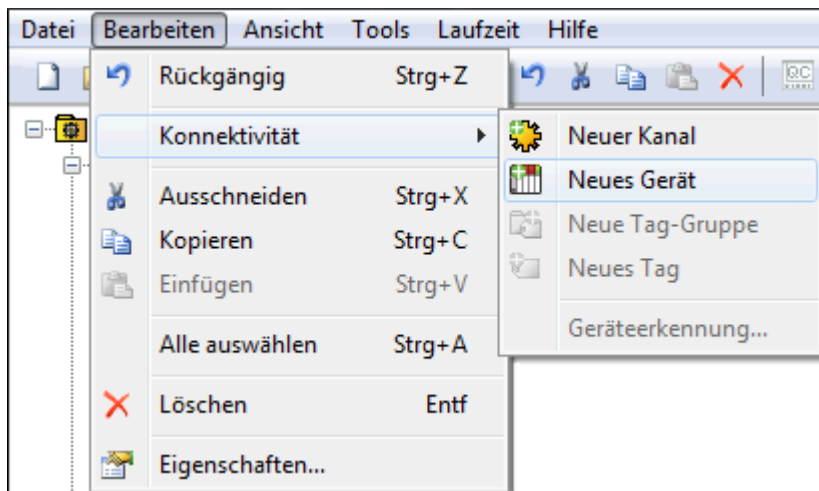 Datei Bearbeiten Ansicht Tools Laufzeit Hilfe
Rückgängig Strg+Z
Konnektivität
Neuer Kanal
Neues Gerät
Neue Tag-Gruppe
Neues Tag
Geräteerkennung...
Ausschneiden Strg+X
Kopieren Strg+C
Einfügen Strg+V
Alle auswählen Strg+A
Löschen Entf
Eigenschaften...